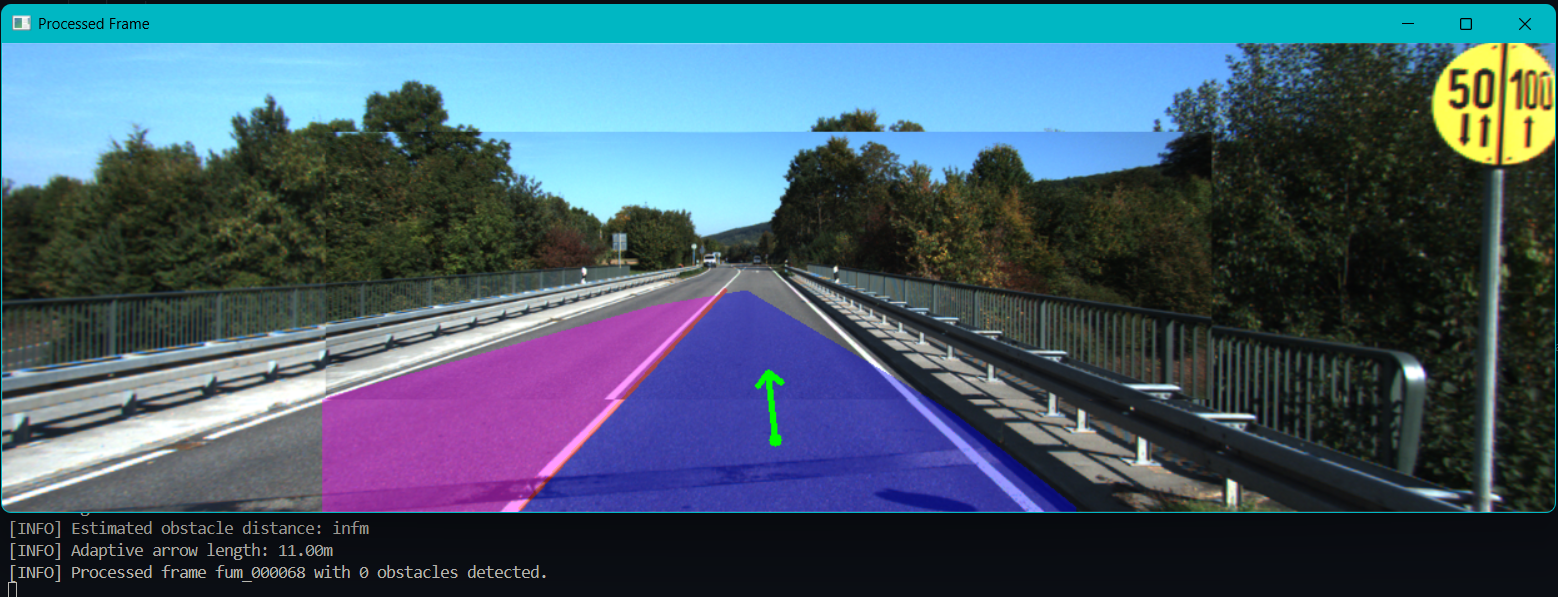 Processed Frame
50 100
[INFO] Estimated obstacle distance: infm
[INFO] Adaptive arrow length: 11.00m
[INFO] Processed frame fum_000068 with 0 obstacles detected.